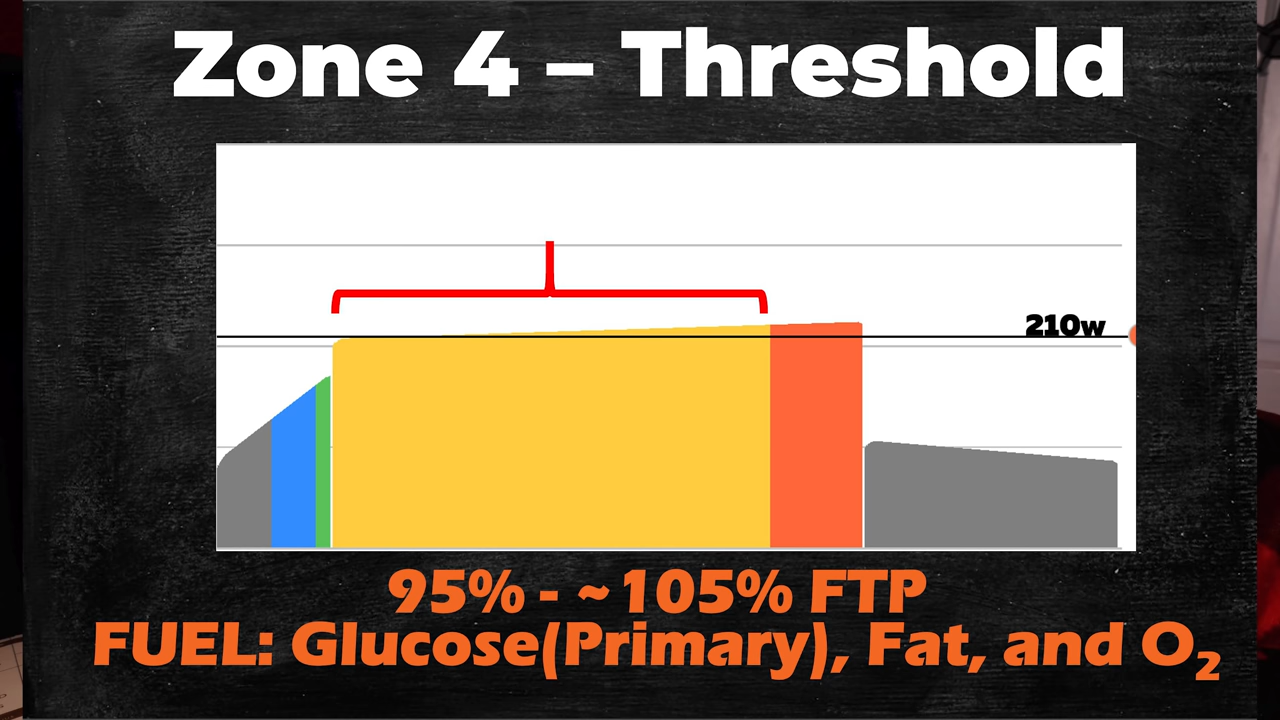 Zone 4 – Threshold
210w
95% - ~105% FTP
FUEL: Glucose(Primary), Fat, and O₂